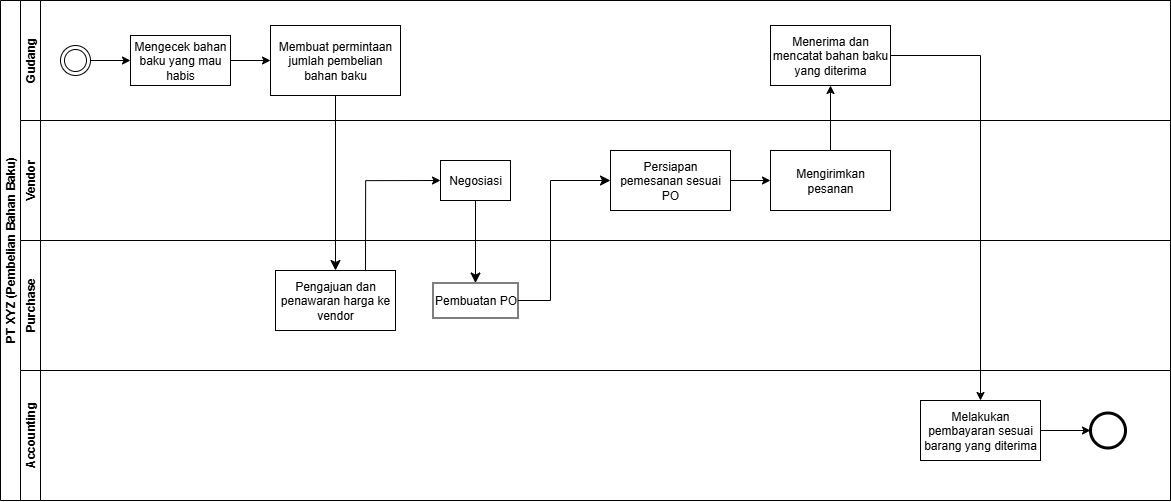 PT XYZ (Pembelian Bahan Baku)
Gudang
Mengecek bahan
baku yang mau
habis
Membuat permintaan
jumlah pembelian
bahan baku
Menerima dan
mencatat bahan baku
yang diterima
Vendor
Negosiasi
Persiapan
pemesanan sesuai
PO
Mengirimkan
pesanan
Purchase
Pengajuan dan
penawaran harga ke
vendor
Pembuatan PO
Accounting
Melakukan
pembayaran sesuai
barang yang diterima